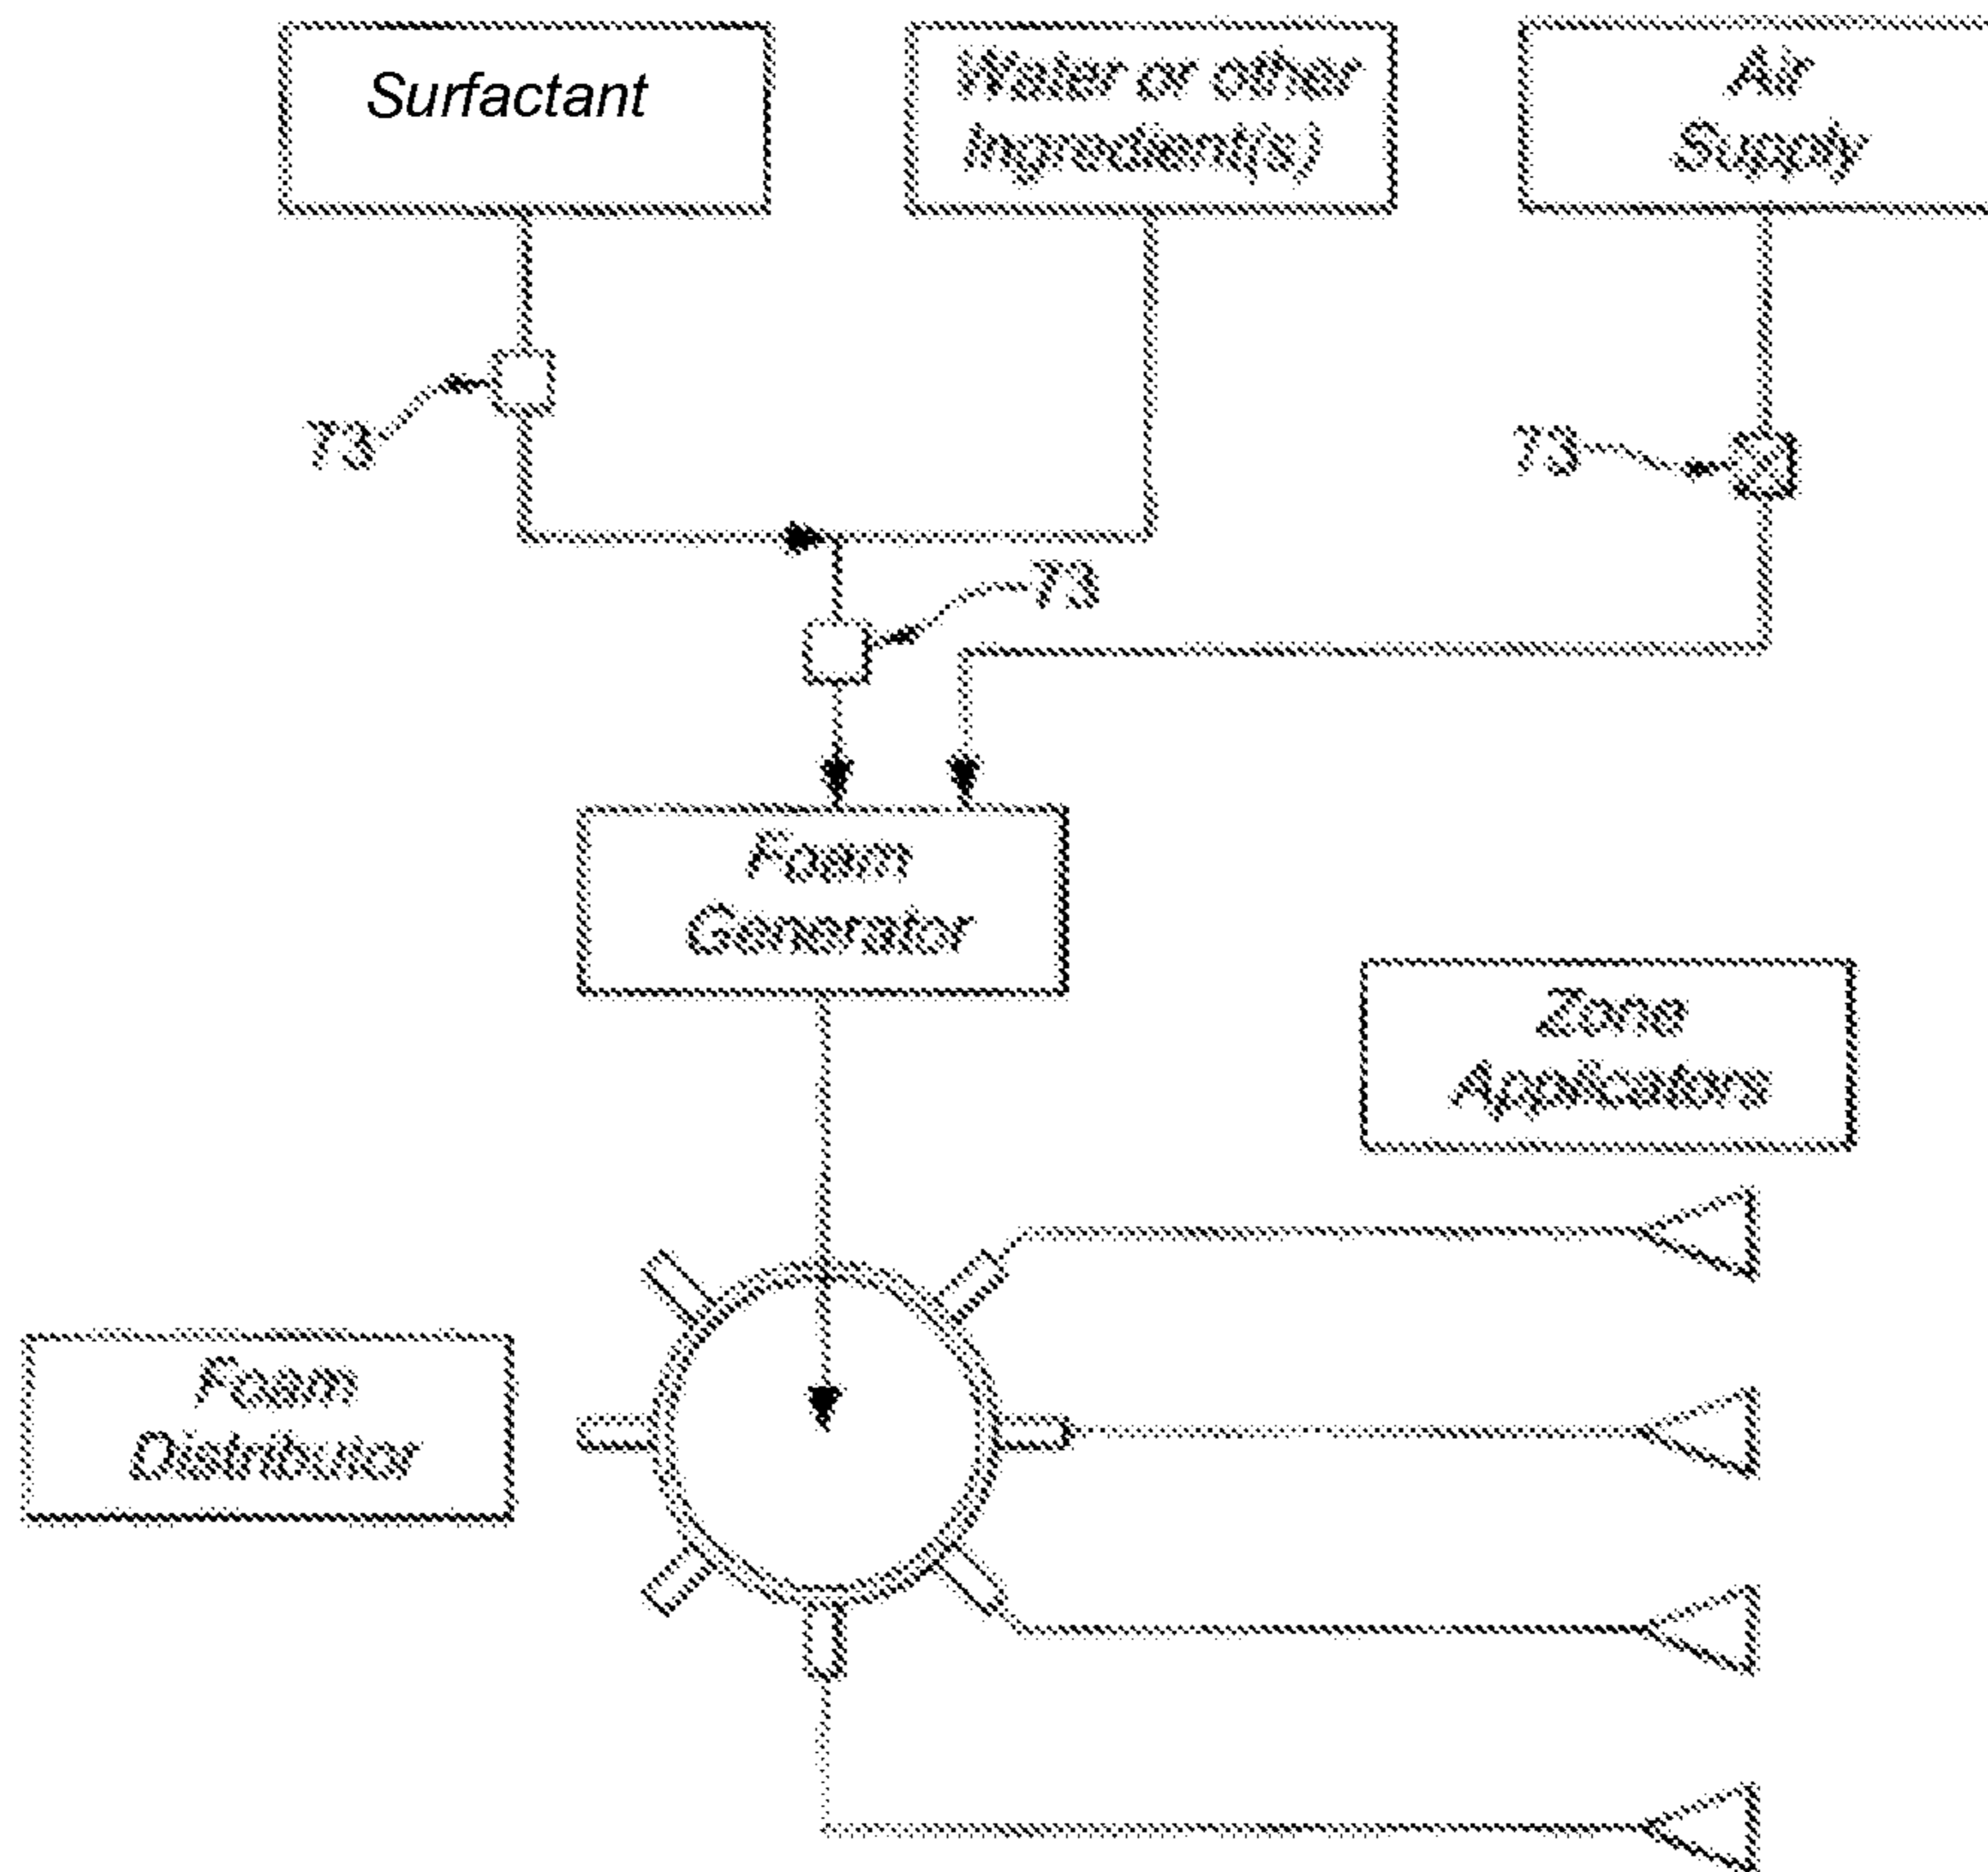 Surfactant
Water or other
Ingredient(s)
Air
Supply
73
73
73
Foam
Generator
Zone
Applicators
Foam
Distributor